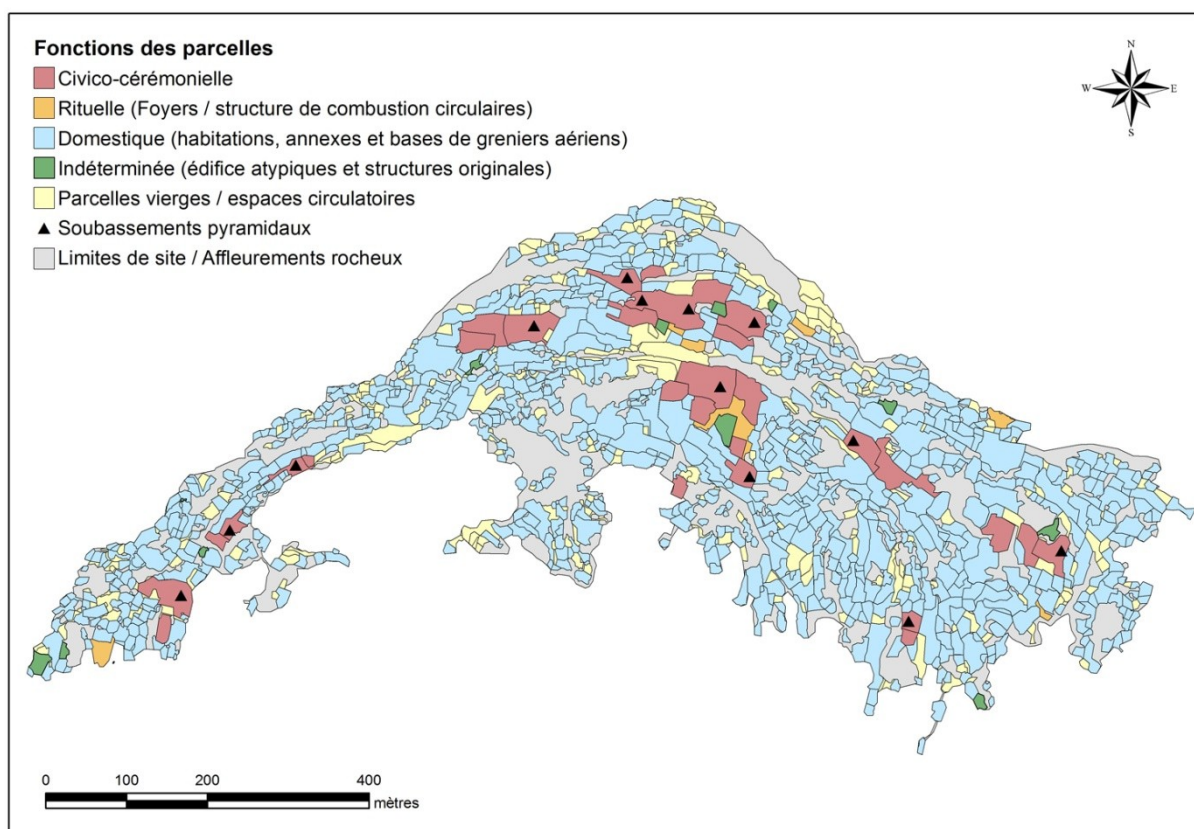 Fonctions des parcelles
Civico-cérémonielle
Rituelle (Foyers / structure de combustion circulaires)
Domestique (habitations, annexes et bases de greniers aériens)
Indéterminée (édifice atypiques et structures originales)
Parcelles vierges / espaces circulatoires
Soubassements pyramidaux
Limites de site / Affleurements rocheux
N
W E
S
0 100 200 400
mètres